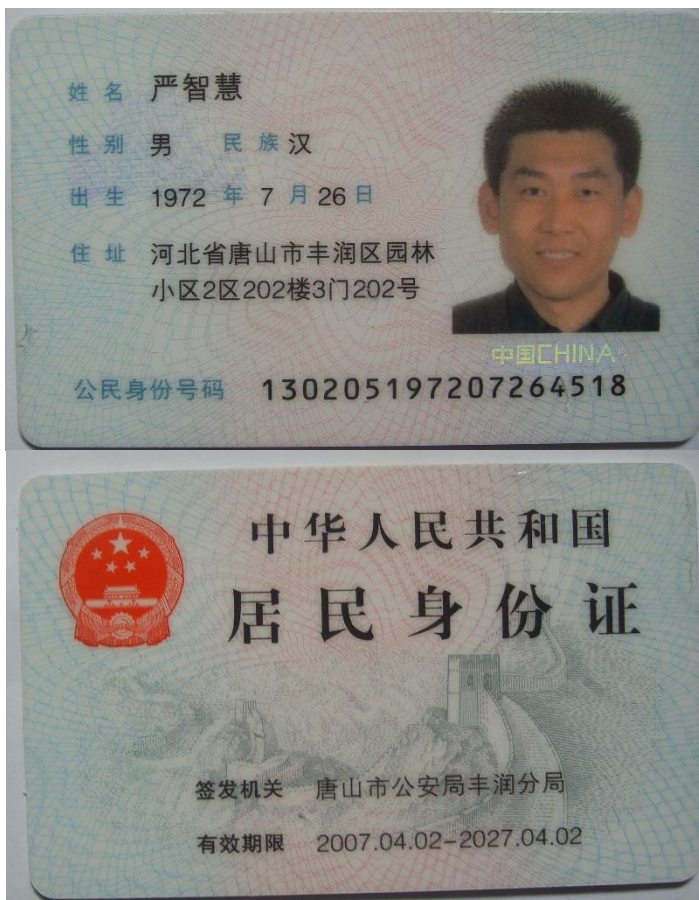 姓名 严智慧
性别 男 民族 汉
出生 1972 年 7 月 26 日
住址 河北省唐山市丰润区园林
小区2区202楼3门202号
中国CHINA
公民身份号码 130205197207264518
中华人民共和国
居民身份证
签发机关 唐山市公安局丰润分局
有效期限 2007.04.02-2027.04.02